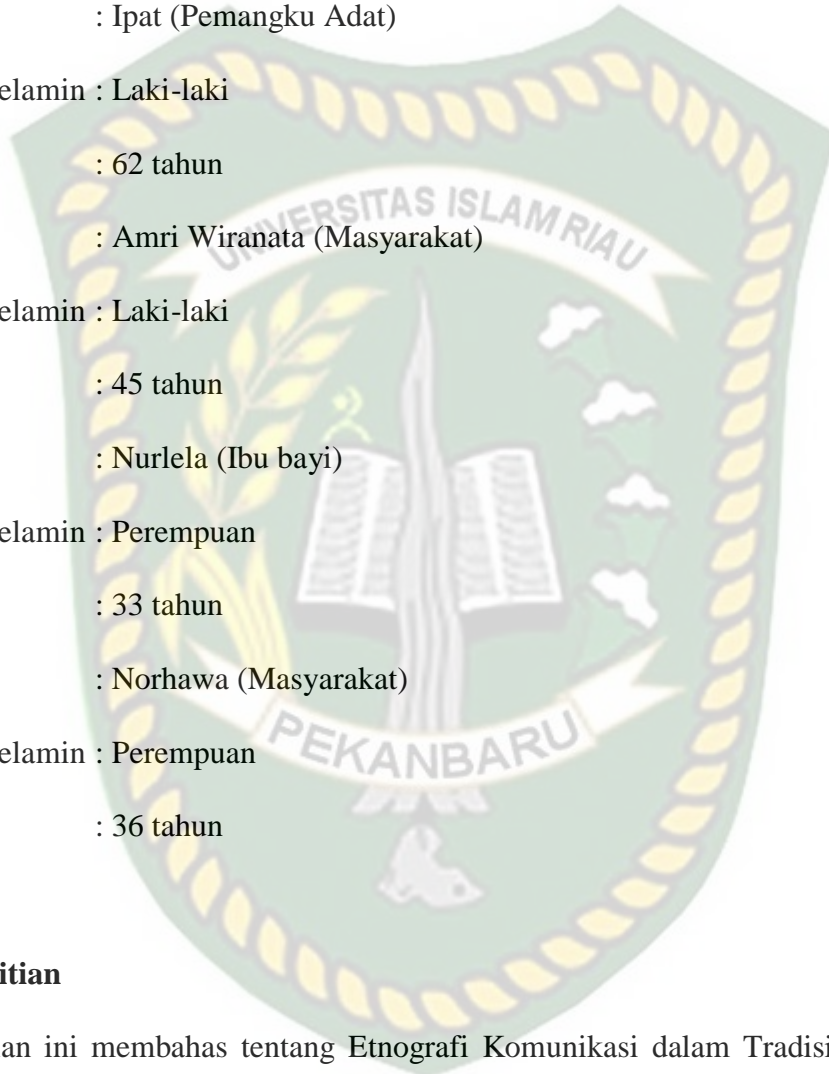 : Ipat (Pemangku Adat)
elamin : Laki-laki
: 62 tahun
UNIVERSITAS ISLAM RIAU
: Amri Wiranata (Masyarakat)
elamin : Laki-laki
: 45 tahun
: Nurlela (Ibu bayi)
elamin : Perempuan
: 33 tahun
: Norhawa (Masyarakat)
PEKANBARU
elamin : Perempuan
: 36 tahun
itian
an ini membahas tentang Etnografi Komunikasi dalam Tradisi